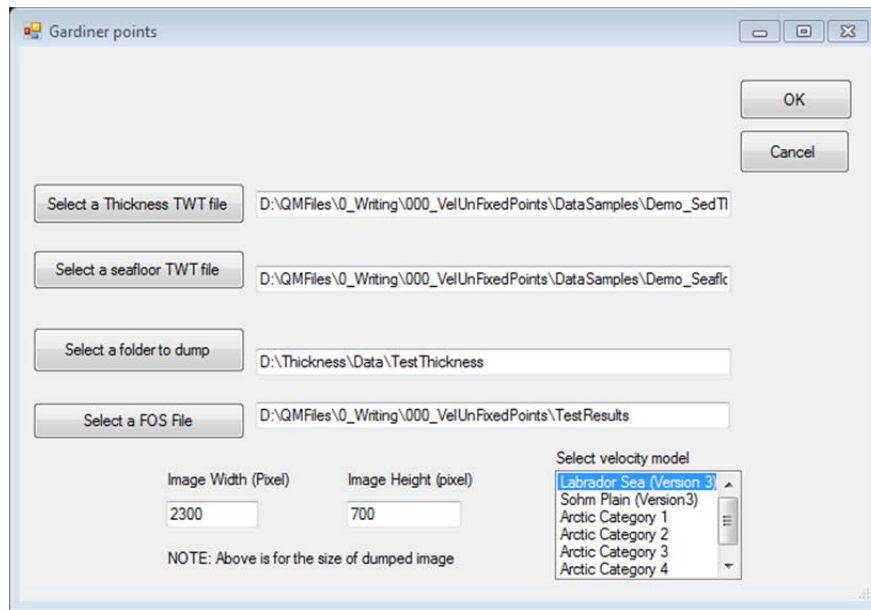 Gardiner points
OK
Cancel
Select a Thickness TWT file
D:\QMFiles\0_Writing\000_VelUnFixedPoints\DataSamples\Demo_SedTl
Select a seafloor TWT file
D:\QMFiles\0_Writing\000_VelUnFixedPoints\DataSamples\Demo_Seaflc
Select a folder to dump
D:\Thickness\Data\TestThickness
Select a FOS File
D:\QMFiles\0_Writing\000_VelUnFixedPoints\TestResults
Select velocity model
Image Width (Pixel) Image Height (pixel)
Labrador Sea (Version 3)
Sohm Plain (Version3)
2300 700
Arctic Category 1
Arctic Category 2
Arctic Category 3
NOTE: Above is for the size of dumped image
Arctic Category 4